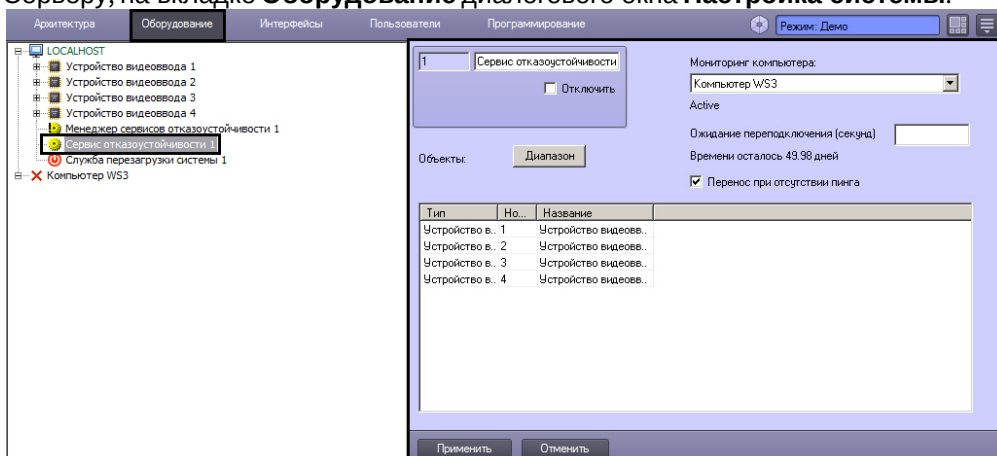 Серверу, на вкладке Оборудование диалогового окна Настройка системы.
Архитектура Оборудование Интерфейсы Пользователи Программирование Режим: Демо
LOCALHOST
Устройство видеоввода 1
Устройство видеоввода 2
Устройство видеоввода 3
Устройство видеоввода 4
Менеджер сервисов отказоустойчивости 1
Сервис отказоустойчивости 1
Служба перезагрузки системы 1
Компьютер WS3
1 Сервис отказоустойчивости
Отключить
Объекты: Диапазон
Мониторинг компьютера:
Компьютер WS3
Active
Ожидание переподключения (секунд)
Времени осталось 49.98 дней
Перенос при отсутствии пинга
Тип Но... Название
Устройство в.. 1 Устройство видеовв..
Устройство в.. 2 Устройство видеовв..
Устройство в.. 3 Устройство видеовв..
Устройство в.. 4 Устройство видеовв..
Применить Отменить